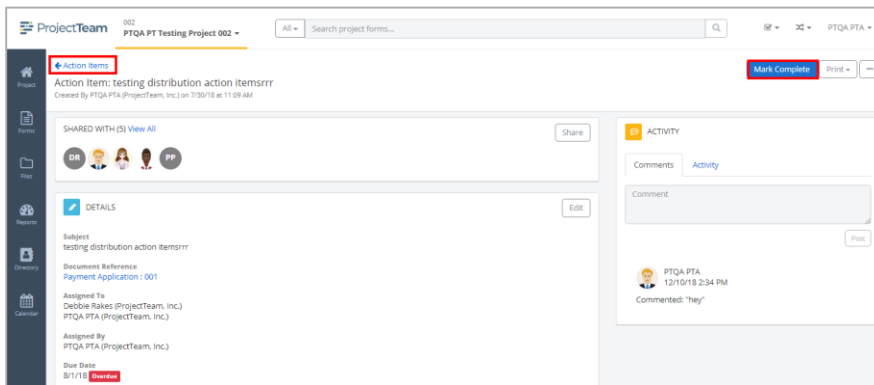 ProjectTeam
002
PTQA PT Testing Project 002
All
Search project forms...
PTQA PTA
Project
Forms
Files
Reports
Directory
Calendar
Action Items
Action Item: testing distribution action itemsrrr
Created By PTQA PTA (ProjectTeam, Inc.) on 7/30/18 at 11:09 AM
Mark Complete
Print
SHARED WITH (5) View All
Share
DR
PP
DETAILS
Edit
Subject
testing distribution action itemsrrr
Document Reference
Payment Application : 001
Assigned To
Debbie Rakes (ProjectTeam, Inc.)
PTQA PTA (ProjectTeam, Inc.)
Assigned By
PTQA PTA (ProjectTeam, Inc.)
Due Date
8/1/18 Overdue
ACTIVITY
Comments Activity
Comment
Post
PTQA PTA
12/10/18 2:34 PM
Commented: "hey"